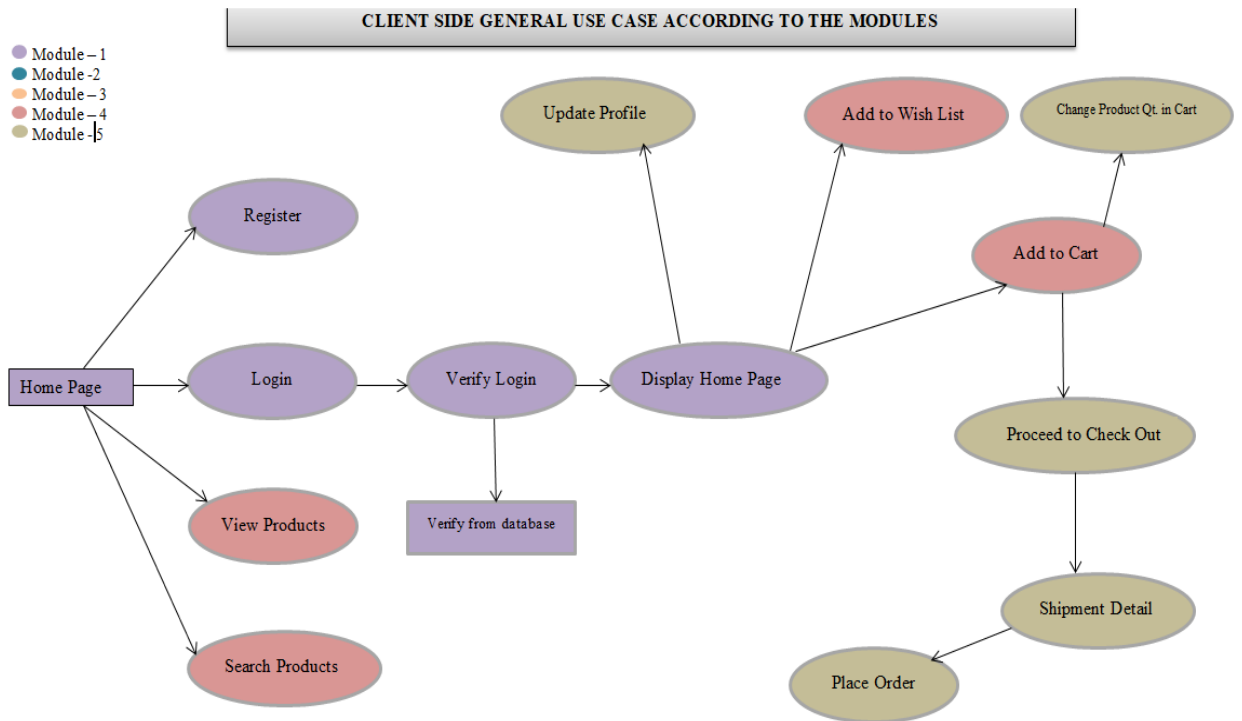 CLIENT SIDE GENERAL USE CASE ACCORDING TO THE MODULES
Module – 1
Module -2
Module – 3
Module – 4
Module -5
Update Profile
Add to Wish List
Change Product Qt. in Cart
Register
Add to Cart
Home Page
Login
Verify Login
Display Home Page
Proceed to Check Out
View Products
Verify from database
Shipment Detail
Search Products
Place Order